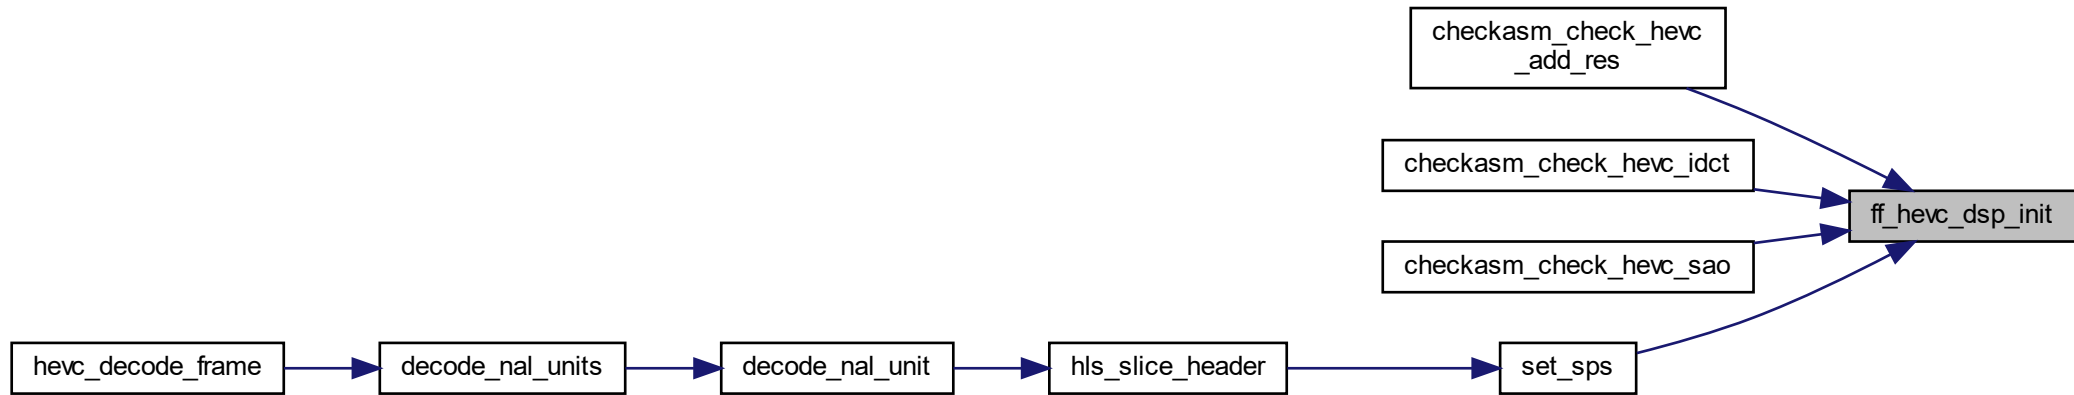 checkasm_check_hevc
_add_res
checkasm_check_hevc_idct
ff_hevc_dsp_init
checkasm_check_hevc_sao
hevc_decode_frame
decode_nal_units
decode_nal_unit
hls_slice_header
set_sps